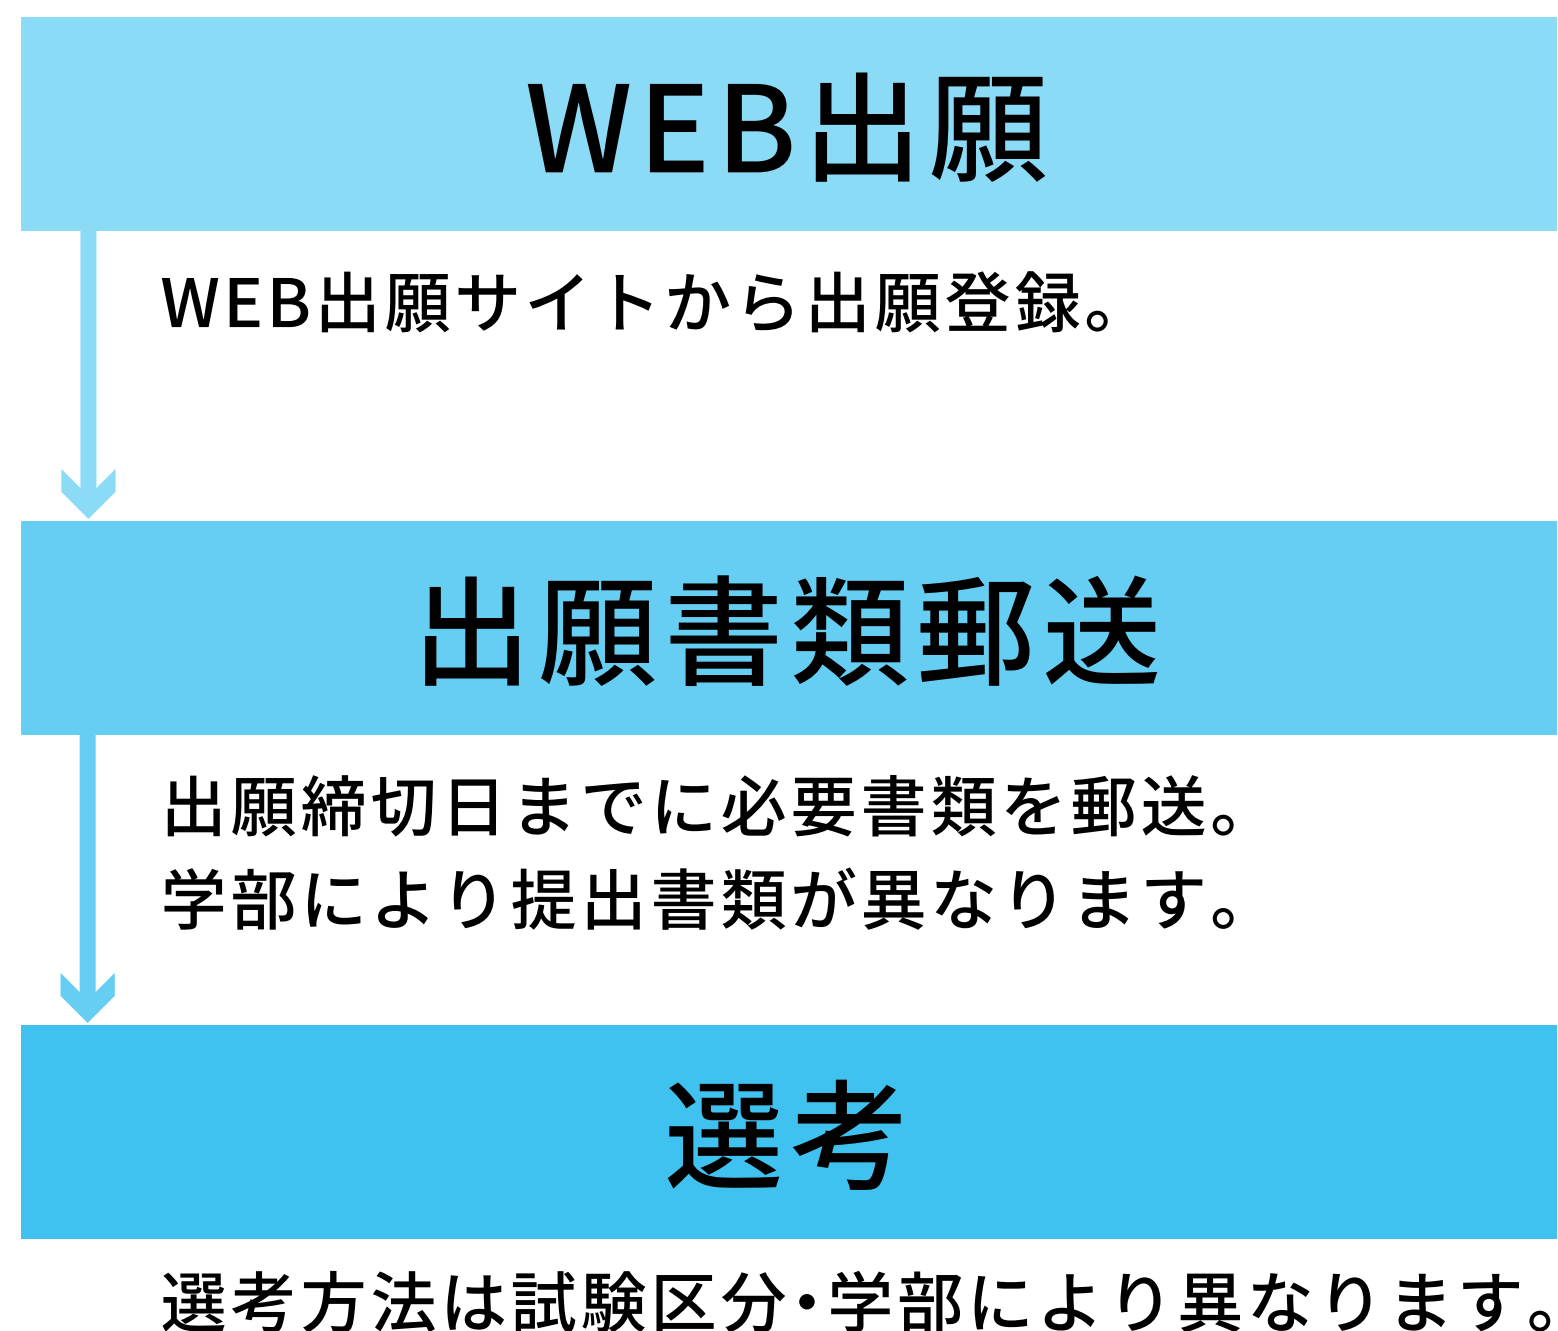 WEB出願
WEB出願サイトから出願登録。
出願書類郵送
出願締切日までに必要書類を郵送。
学部により提出書類が異なります。
選考
選考方法は試験区分・学部により異なります。